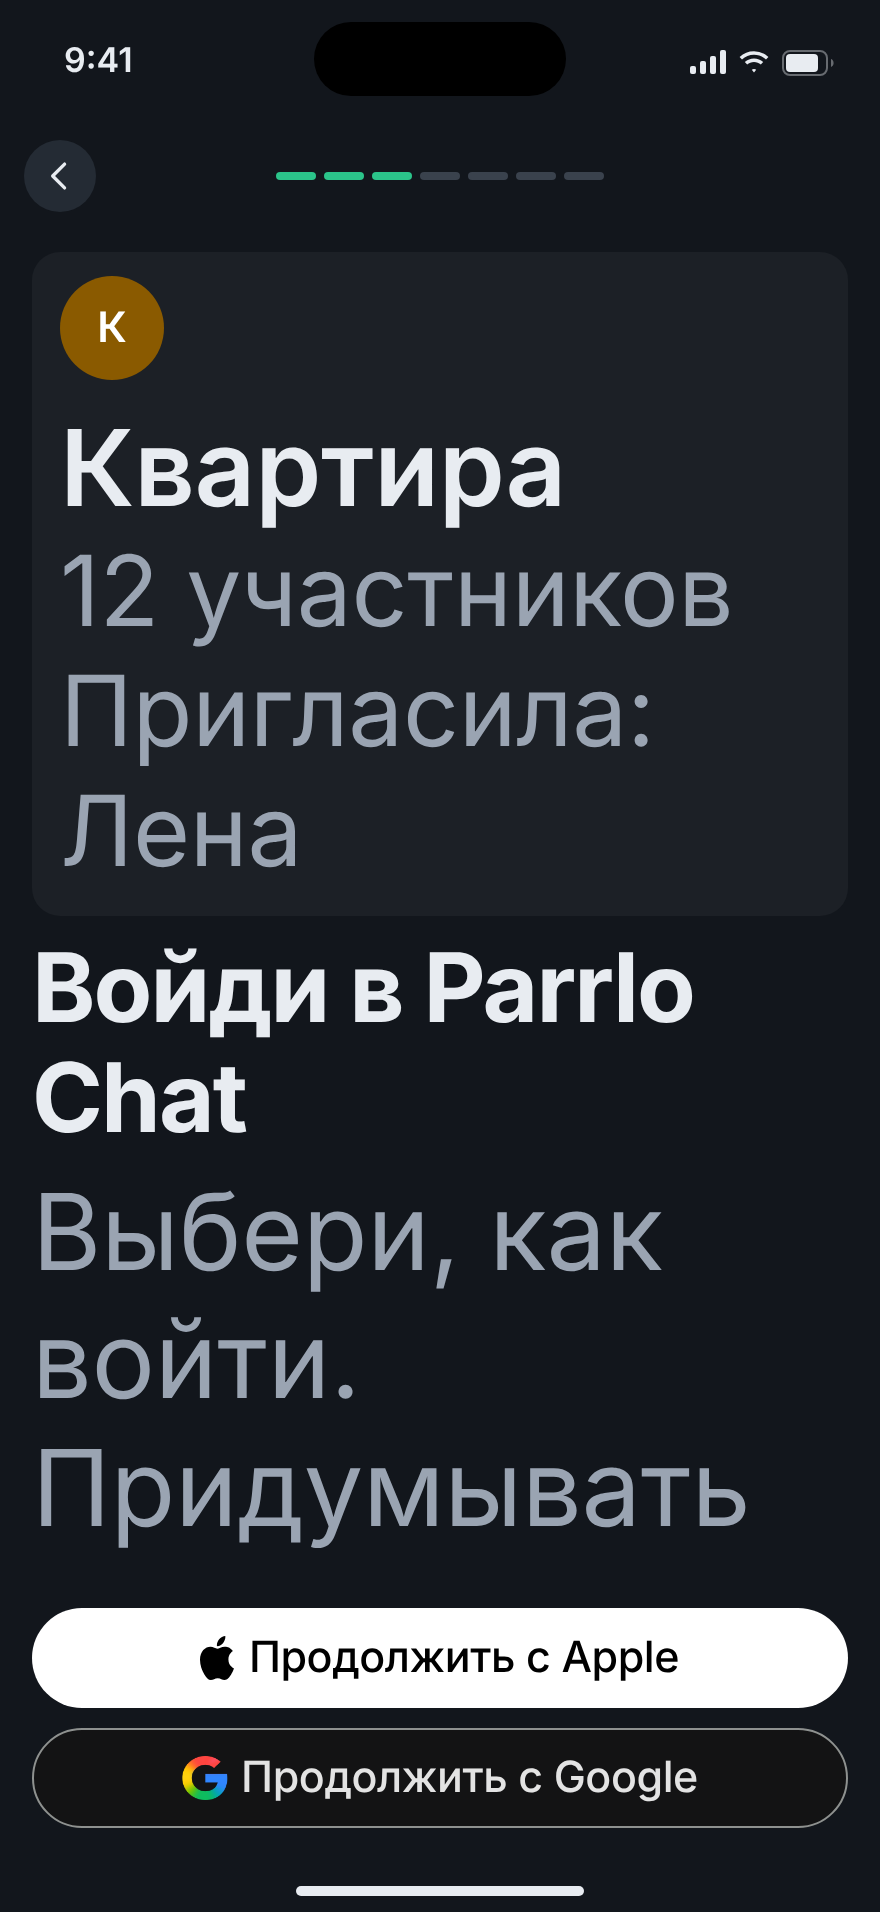 9:41
К
Квартира
12 участников
Пригласила:
Лена
Войди в Parrlo
Chat
Выбери, как
войти.
Придумывать
Продолжить с Apple
Продолжить с Google